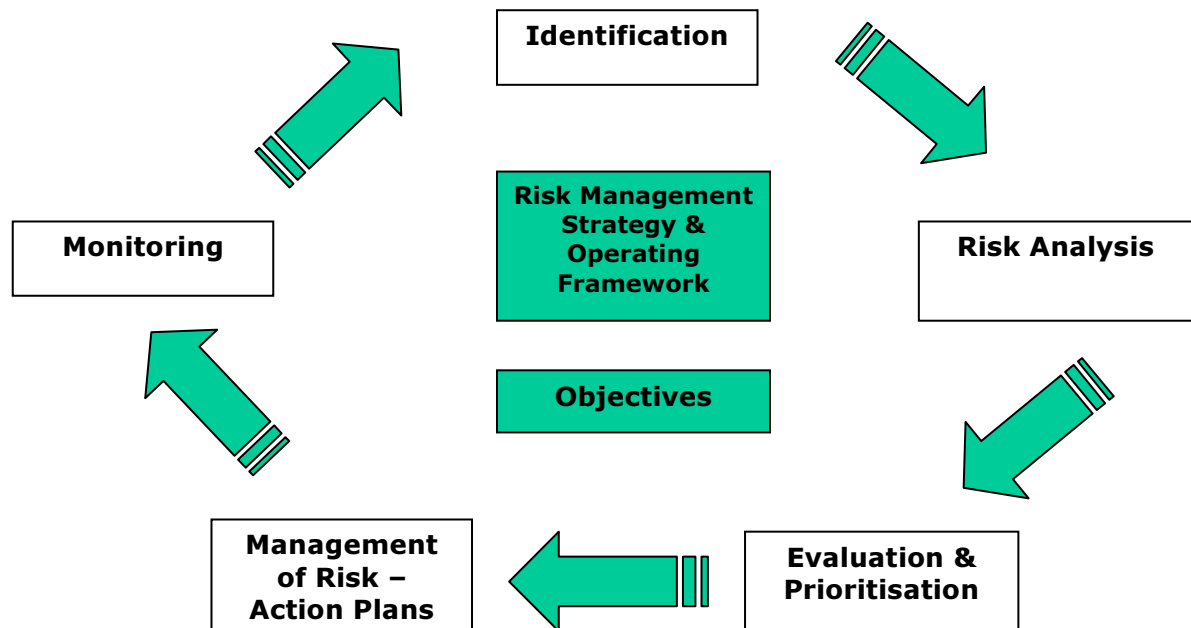 Identification
Risk Management
Strategy &
Operating
Framework
Monitoring
Risk Analysis
Objectives
Management
of Risk –
Action Plans
Evaluation &
Prioritisation